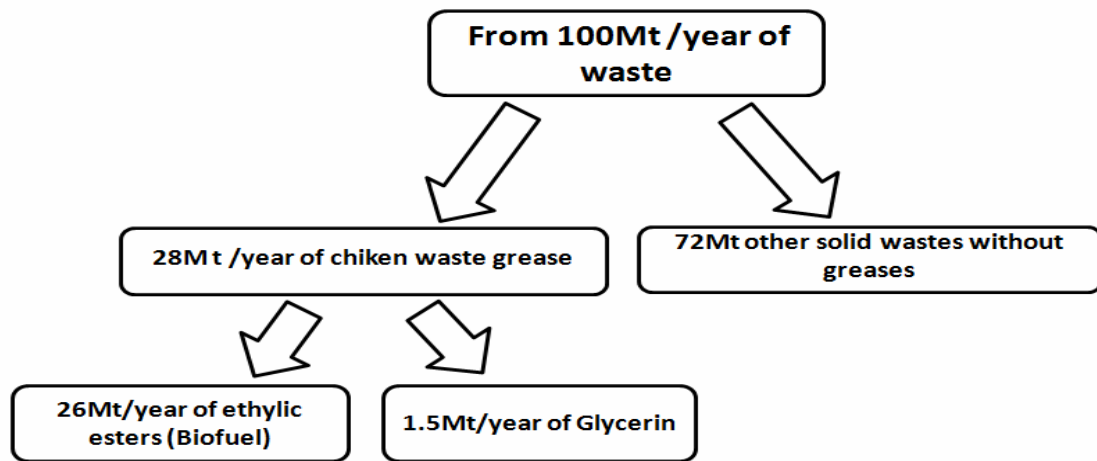 From 100Mt /year of
waste
28M t /year of chiken waste grease
72Mt other solid wastes without
greases
26Mt/year of ethylic
esters (Biofuel)
1.5Mt/year of Glycerin